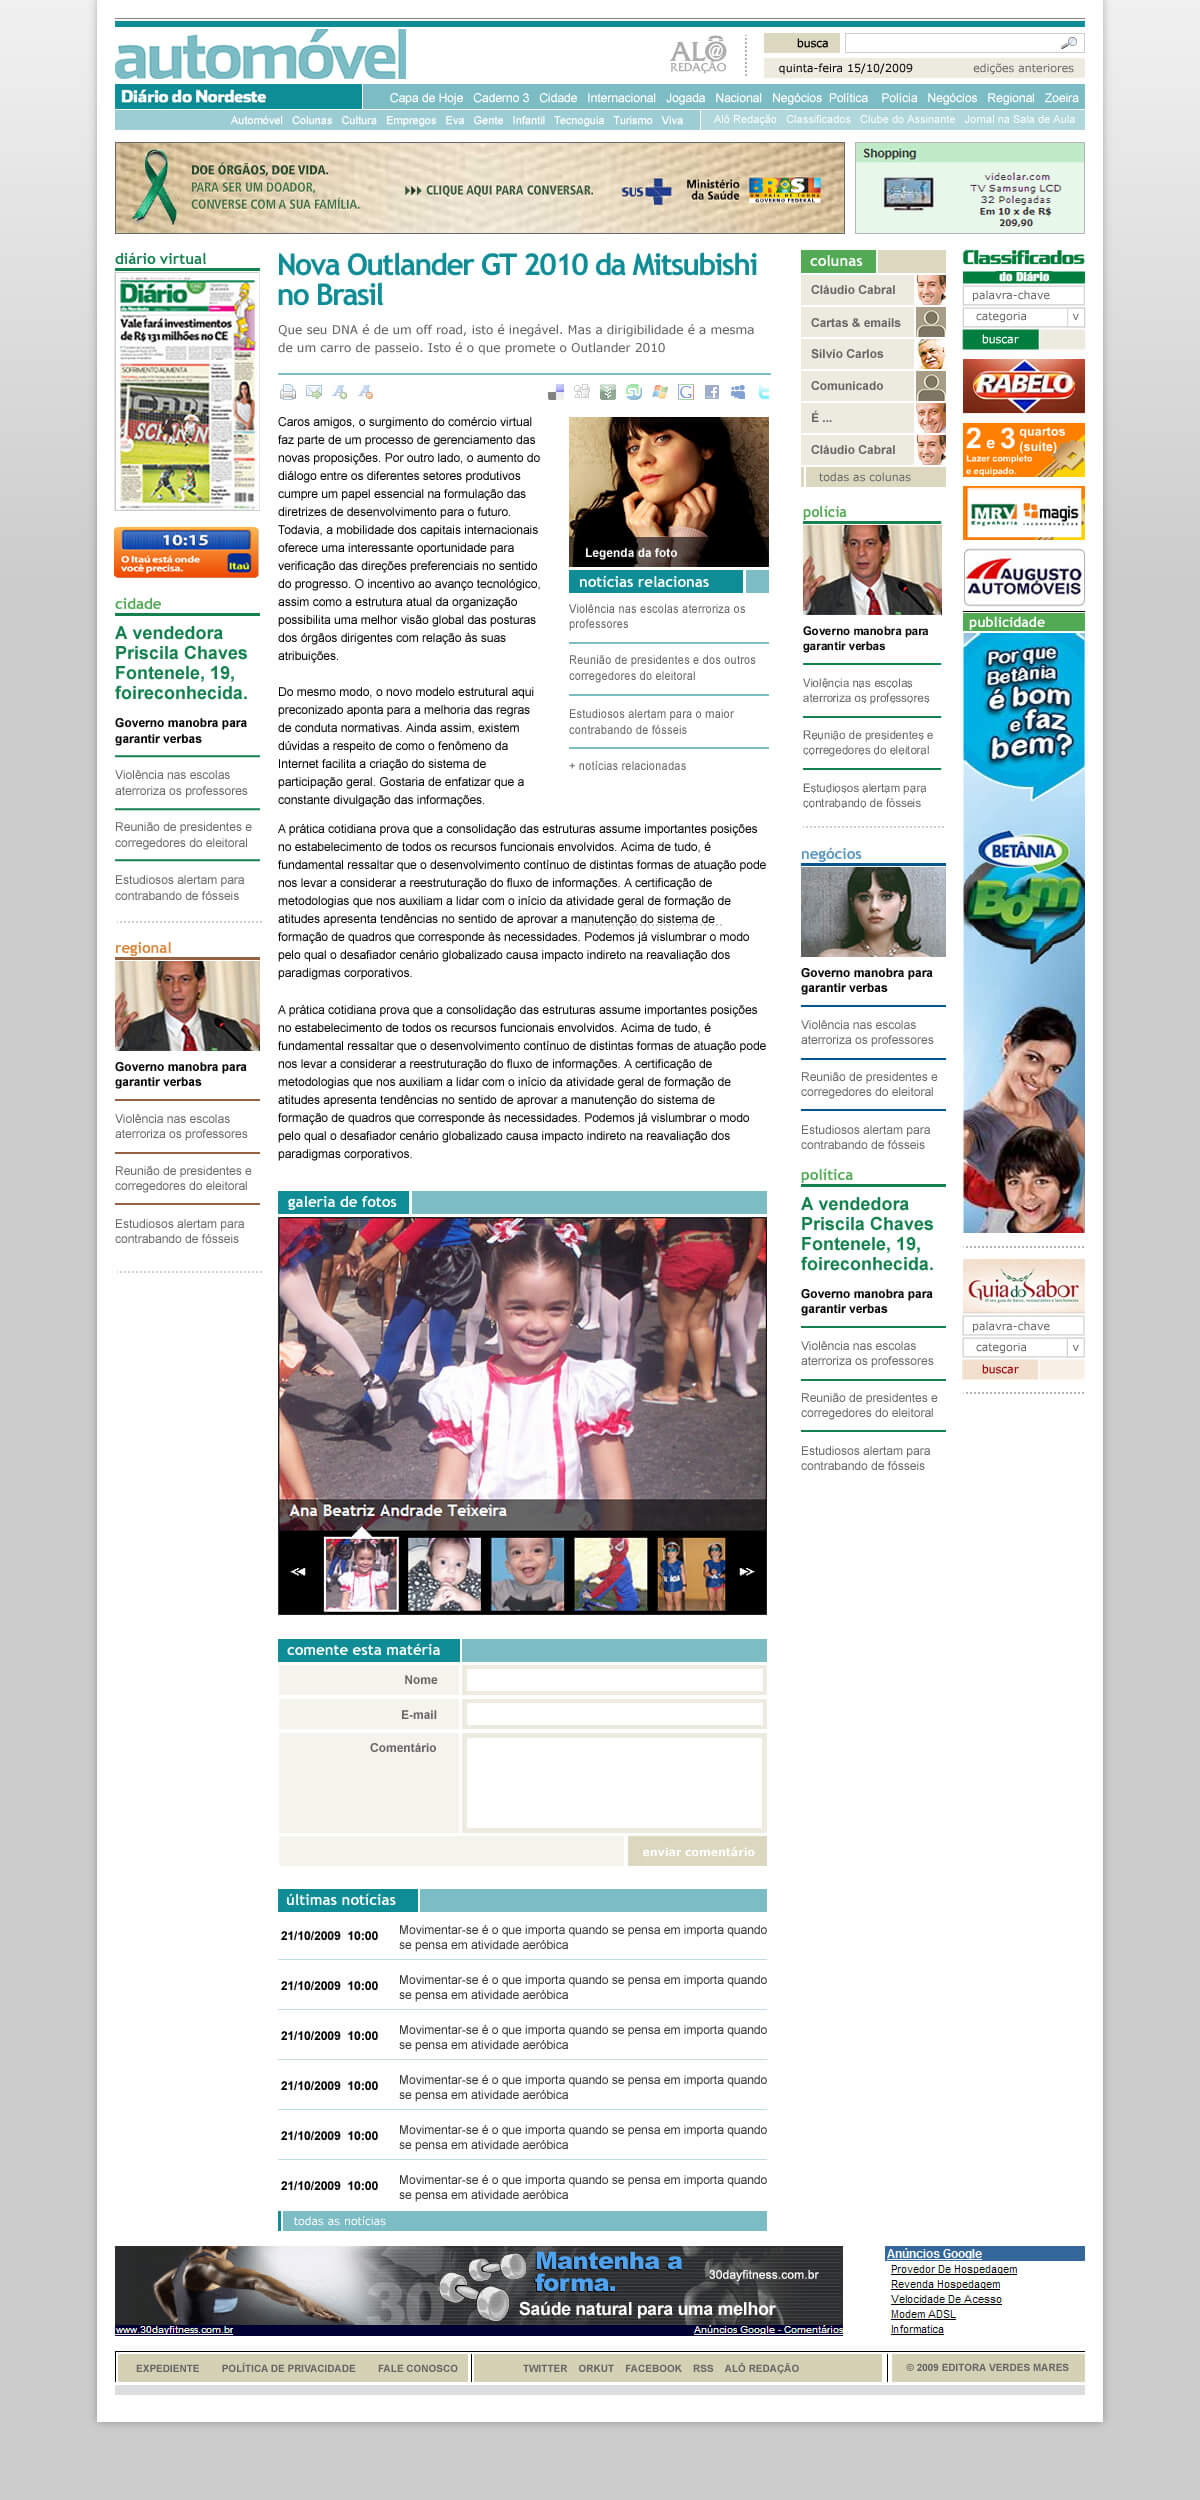 automóvel
ALÔ
REDAÇÃO
busca
quinta-feira 15/10/2009
edições anteriores
Diário do Nordeste
Capa de Hoje Caderno 3 Cidade Internacional Jogada Nacional Negócios Política Polícia Negócios Regional Zoeira
Automóvel Colunas Cultura Empregos Eva Gente Infantil Tecnoguia Turismo Viva
Alô Redação Classificados Clube do Assinante Jornal na Sala de Aula
DOE ÓRGÃOS, DOE VIDA.
PARA SER UM DOADOR,
CONVERSE COM A SUA FAMÍLIA.
CLIQUE AQUI PARA CONVERSAR.
SUS
Ministério
da Saúde
BRASIL
UM PAÍS DE TODOS
GOVERNO FEDERAL
Shopping
videolar.com
TV Samsung LCD
32 Polegadas
Em 10 x de R$
209,90
diário virtual
Diário
do Nordeste
Vale fará investimentos
de R$ 131 milhões no CE
SOFRIMENTO AUMENTA
10:15
O Itaú está onde
você precisa.
Itaú
cidade
A vendedora
Priscila Chaves
Fontenele, 19,
foireconhecida.
Governo manobra para
garantir verbas
Violência nas escolas
aterroriza os professores
Reunião de presidentes e
corregedores do eleitoral
Estudiosos alertam para
contrabando de fósseis
regional
Governo manobra para
garantir verbas
Violência nas escolas
aterroriza os professores
Reunião de presidentes e
corregedores do eleitoral
Estudiosos alertam para
contrabando de fósseis
Nova Outlander GT 2010 da Mitsubishi
no Brasil
Que seu DNA é de um off road, isto é inegável. Mas a dirigibilidade é a mesma
de um carro de passeio. Isto é o que promete o Outlander 2010
Caros amigos, o surgimento do comércio virtual
faz parte de um processo de gerenciamento das
novas proposições. Por outro lado, o aumento do
diálogo entre os diferentes setores produtivos
cumpre um papel essencial na formulação das
diretrizes de desenvolvimento para o futuro.
Todavia, a mobilidade dos capitais internacionais
oferece uma interessante oportunidade para
verificação das direções preferenciais no sentido
do progresso. O incentivo ao avanço tecnológico,
assim como a estrutura atual da organização
possibilita uma melhor visão global das posturas
dos órgãos dirigentes com relação às suas
atribuições.
Do mesmo modo, o novo modelo estrutural aqui
preconizado aponta para a melhoria das regras
de conduta normativas. Ainda assim, existem
dúvidas a respeito de como o fenômeno da
Internet facilita a criação do sistema de
participação geral. Gostaria de enfatizar que a
constante divulgação das informações.
Legenda da foto
notícias relacionas
Violência nas escolas aterroriza os
professores
Reunião de presidentes e dos outros
corregedores do eleitoral
Estudiosos alertam para o maior
contrabando de fósseis
+ notícias relacionadas
A prática cotidiana prova que a consolidação das estruturas assume importantes posições
no estabelecimento de todos os recursos funcionais envolvidos. Acima de tudo, é
fundamental ressaltar que o desenvolvimento contínuo de distintas formas de atuação pode
nos levar a considerar a reestruturação do fluxo de informações. A certificação de
metodologias que nos auxiliam a lidar com o início da atividade geral de formação de
atitudes apresenta tendências no sentido de aprovar a manutenção do sistema de
formação de quadros que corresponde às necessidades. Podemos já vislumbrar o modo
pelo qual o desafiador cenário globalizado causa impacto indireto na reavaliação dos
paradigmas corporativos.
A prática cotidiana prova que a consolidação das estruturas assume importantes posições
no estabelecimento de todos os recursos funcionais envolvidos. Acima de tudo, é
fundamental ressaltar que o desenvolvimento contínuo de distintas formas de atuação pode
nos levar a considerar a reestruturação do fluxo de informações. A certificação de
metodologias que nos auxiliam a lidar com o início da atividade geral de formação de
atitudes apresenta tendências no sentido de aprovar a manutenção do sistema de
formação de quadros que corresponde às necessidades. Podemos já vislumbrar o modo
pelo qual o desafiador cenário globalizado causa impacto indireto na reavaliação dos
paradigmas corporativos.
galeria de fotos
Ana Beatriz Andrade Teixeira
comente esta matéria
Nome
E-mail
Comentário
enviar comentário
últimas notícias
21/10/2009 10:00
Movimentar-se é o que importa quando se pensa em importa quando
se pensa em atividade aeróbica
21/10/2009 10:00
Movimentar-se é o que importa quando se pensa em importa quando
se pensa em atividade aeróbica
21/10/2009 10:00
Movimentar-se é o que importa quando se pensa em importa quando
se pensa em atividade aeróbica
21/10/2009 10:00
Movimentar-se é o que importa quando se pensa em importa quando
se pensa em atividade aeróbica
21/10/2009 10:00
Movimentar-se é o que importa quando se pensa em importa quando
se pensa em atividade aeróbica
21/10/2009 10:00
Movimentar-se é o que importa quando se pensa em importa quando
se pensa em atividade aeróbica
todas as notícias
colunas
Cláudio Cabral
Cartas & emails
Silvio Carlos
Comunicado
É ...
Cláudio Cabral
todas as colunas
polícia
Governo manobra para
garantir verbas
Violência nas escolas
aterroriza os professores
Reunião de presidentes e
corregedores do eleitoral
Estudiosos alertam para
contrabando de fósseis
negócios
Governo manobra para
garantir verbas
Violência nas escolas
aterroriza os professores
Reunião de presidentes e
corregedores do eleitoral
Estudiosos alertam para
contrabando de fósseis
política
A vendedora
Priscila Chaves
Fontenele, 19,
foireconhecida.
Governo manobra para
garantir verbas
Violência nas escolas
aterroriza os professores
Reunião de presidentes e
corregedores do eleitoral
Estudiosos alertam para
contrabando de fósseis
Classificados
do Diário
palavra-chave
categoria v
buscar
RABELO
2 e 3 quartos
(suíte)
Lazer completo
e equipado.
MRV
Engenharia
magis
AUGUSTO
AUTOMÓVEIS
publicidade
Por que
Betânia
é bom
e faz
bem?
BETÂNIA
BOM
Guia do Sabor
palavra-chave
categoria v
buscar
30
Mantenha a
forma.
30dayfitness.com.br
Saúde natural para uma melhor
www.30dayfitness.com.br
Anúncios Google - Comentários
Anúncios Google
Provedor De Hospedagem
Revenda Hospedagem
Velocidade De Acesso
Modem ADSL
Informatica
EXPEDIENTE POLÍTICA DE PRIVACIDADE FALE CONOSCO
TWITTER ORKUT FACEBOOK RSS ALÔ REDAÇÃO
© 2009 EDITORA VERDES MARES